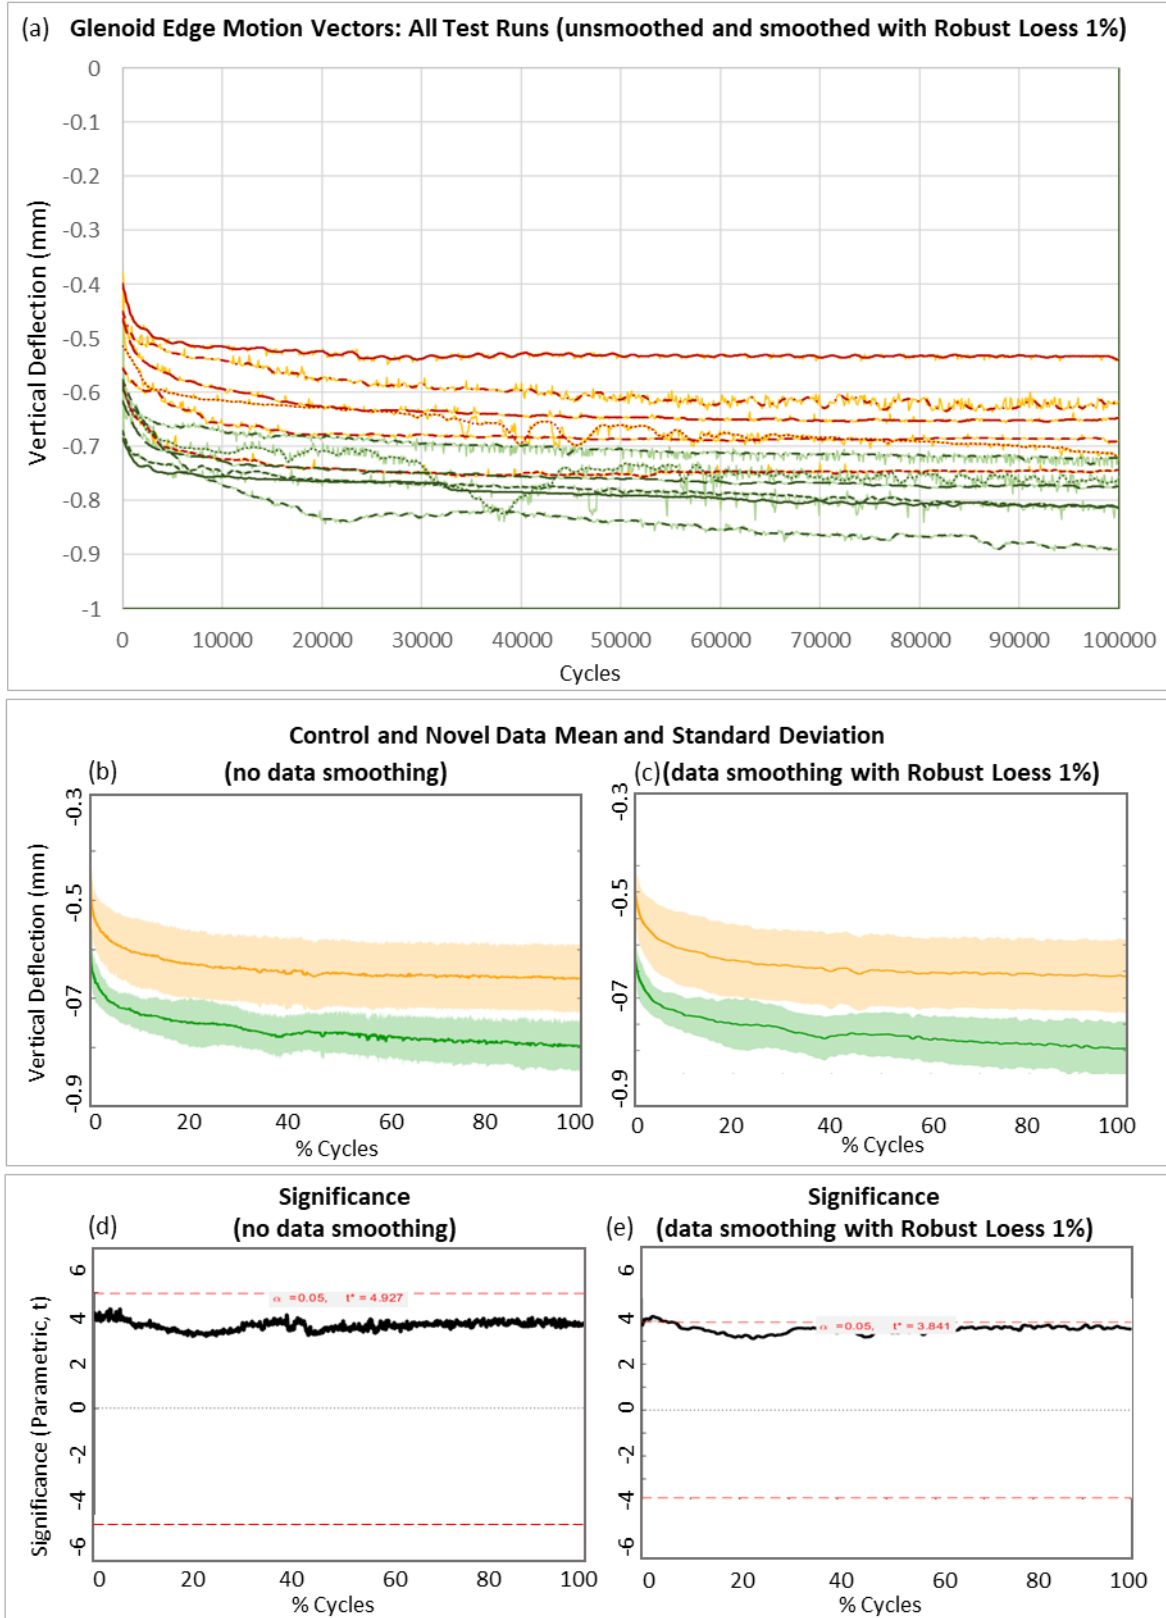 (a) Glenoid Edge Motion Vectors: All Test Runs (unsmoothed and smoothed with Robust Loess 1%)
0
-0.1
-0.2
-0.3
-0.4
-0.5
-0.6
-0.7
-0.8
-0.9
-1
Vertical Deflection (mm)
0 10000 20000 30000 40000 50000 60000 70000 80000 90000 100000
Cycles
Control and Novel Data Mean and Standard Deviation
(b) (no data smoothing)
-0.3
-0.5
-07
-0.9
Vertical Deflection (mm)
0 20 40 60 80 100
% Cycles
(c) (data smoothing with Robust Loess 1%)
-0.3
-0.5
-07
-0.9
0 20 40 60 80 100
% Cycles
Significance
(d) (no data smoothing)
6
4
2
0
-2
-4
-6
Significance (Parametric, t)
α =0.05, t* = 4.927
0 20 40 60 80 100
% Cycles
Significance
(e) (data smoothing with Robust Loess 1%)
6
4
2
0
-2
-4
-6
α =0.05, t* = 3.841
0 20 40 60 80 100
% Cycles